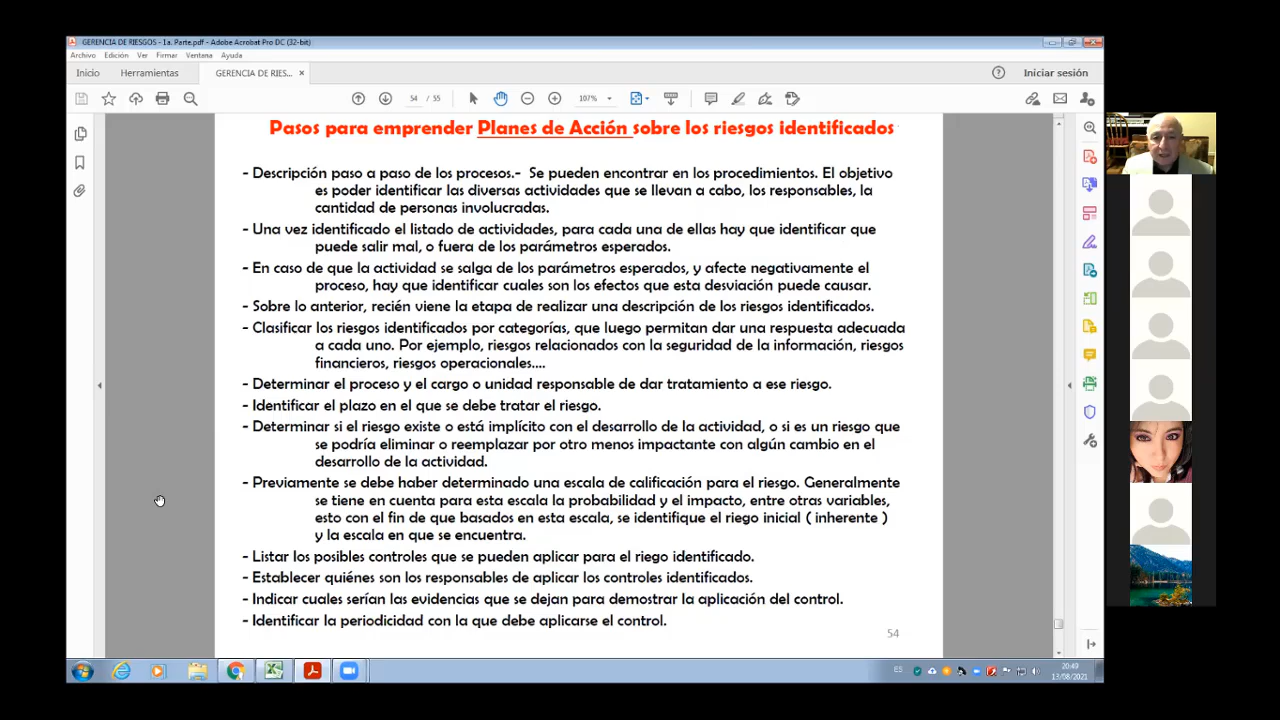 GERENCIA DE RIESGOS - 1a. Parte.pdf - Adobe Acrobat Pro DC (32-bit)
Archivo Edición Ver Firmar Ventana Ayuda
Inicio Herramientas GERENCIA DE RIES... × Iniciar sesión
54 / 55 107%
Pasos para emprender Planes de Acción sobre los riesgos identificados
- Descripción paso a paso de los procesos.- Se pueden encontrar en los procedimientos. El objetivo
es poder identificar las diversas actividades que se llevan a cabo, los responsables, la
cantidad de personas involucradas.
- Una vez identificado el listado de actividades, para cada una de ellas hay que identificar que
puede salir mal, o fuera de los parámetros esperados.
- En caso de que la actividad se salga de los parámetros esperados, y afecte negativamente el
proceso, hay que identificar cuales son los efectos que esta desviación puede causar.
- Sobre lo anterior, recien viene la etapa de realizar una descripción de los riesgos identificados.
- Clasificar los riesgos identificados por categorías, que luego permitan dar una respuesta adecuada
a cada uno. Por ejemplo, riesgos relacionados con la seguridad de la información, riesgos
financieros, riesgos operacionales....
- Determinar el proceso y el cargo o unidad responsable de dar tratamiento a ese riesgo.
- Identificar el plazo en el que se debe tratar el riesgo.
- Determinar si el riesgo existe o está implícito con el desarrollo de la actividad, o si es un riesgo que
se podría eliminar o reemplazar por otro menos impactante con algún cambio en el
desarrollo de la actividad.
- Previamente se debe haber determinado una escala de calificación para el riesgo. Generalmente
se tiene en cuenta para esta escala la probabilidad y el impacto, entre otras variables,
esto con el fin de que basados en esta escala, se identifique el riego inicial ( inherente )
y la escala en que se encuentra.
- Listar los posibles controles que se pueden aplicar para el riego identificado.
- Establecer quiénes son los responsables de aplicar los controles identificados.
- Indicar cuales serían las evidencias que se dejan para demostrar la aplicación del control.
- Identificar la periodicidad con la que debe aplicarse el control.
54
ES 20:49
13/08/2021